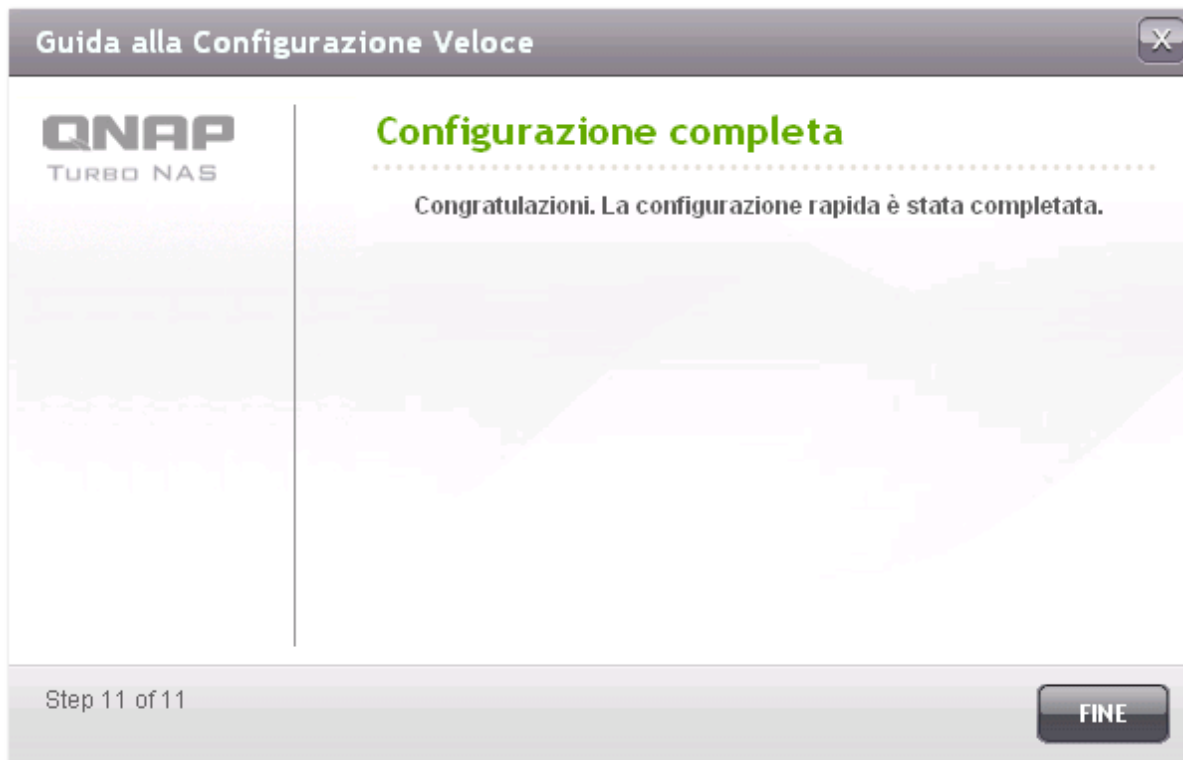 Guida alla Configurazione Veloce
X
QNAP
TURBO NAS
Configurazione completa
Congratulazioni. La configurazione rapida è stata completata.
Step 11 of 11
FINE